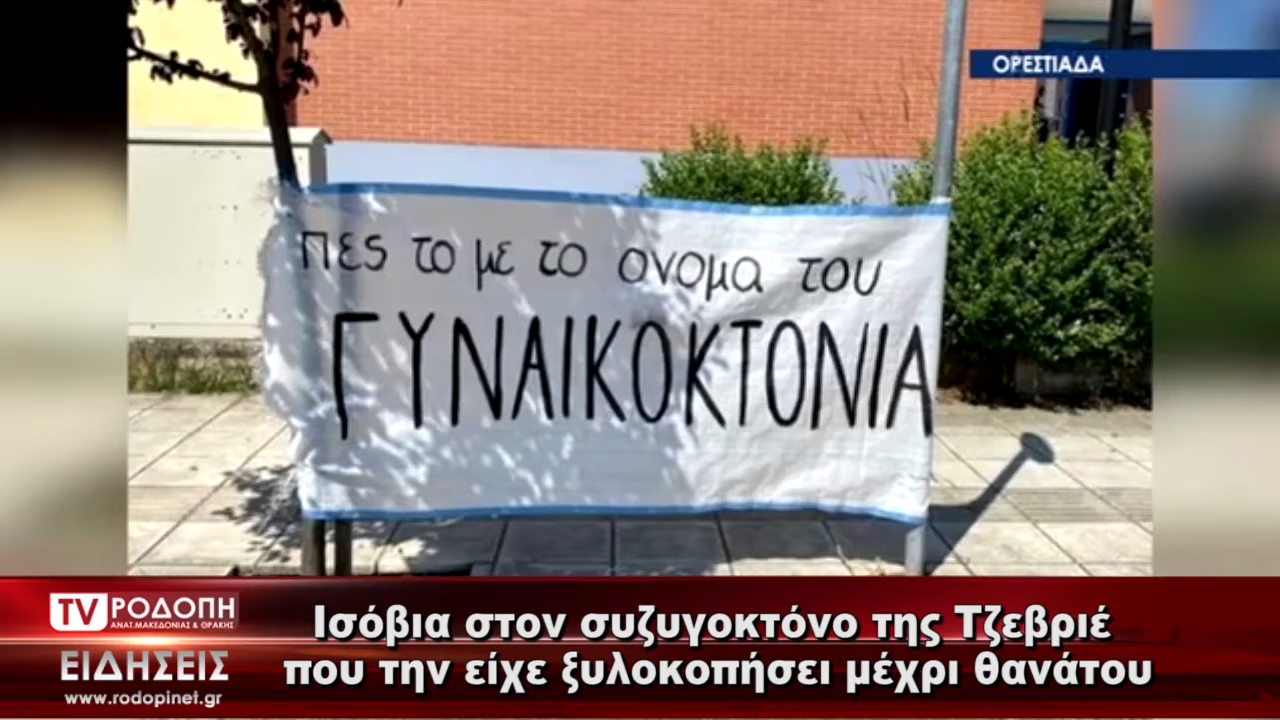 ΟΡΕΣΤΙΑΔΑ
πες το με το ονομα του
ΓΥΝΑΙΚΟΚΤΟΝΙΑ
TV ΡΟΔΟΠΗ
ΑΝΑΤ.ΜΑΚΕΔΟΝΙΑΣ & ΘΡΑΚΗΣ
ΕΙΔΗΣΕΙΣ
www.rodopinet.gr
Ισόβια στον συζυγοκτόνο της Τζεβριέ
που την είχε ξυλοκοπήσει μέχρι θανάτου